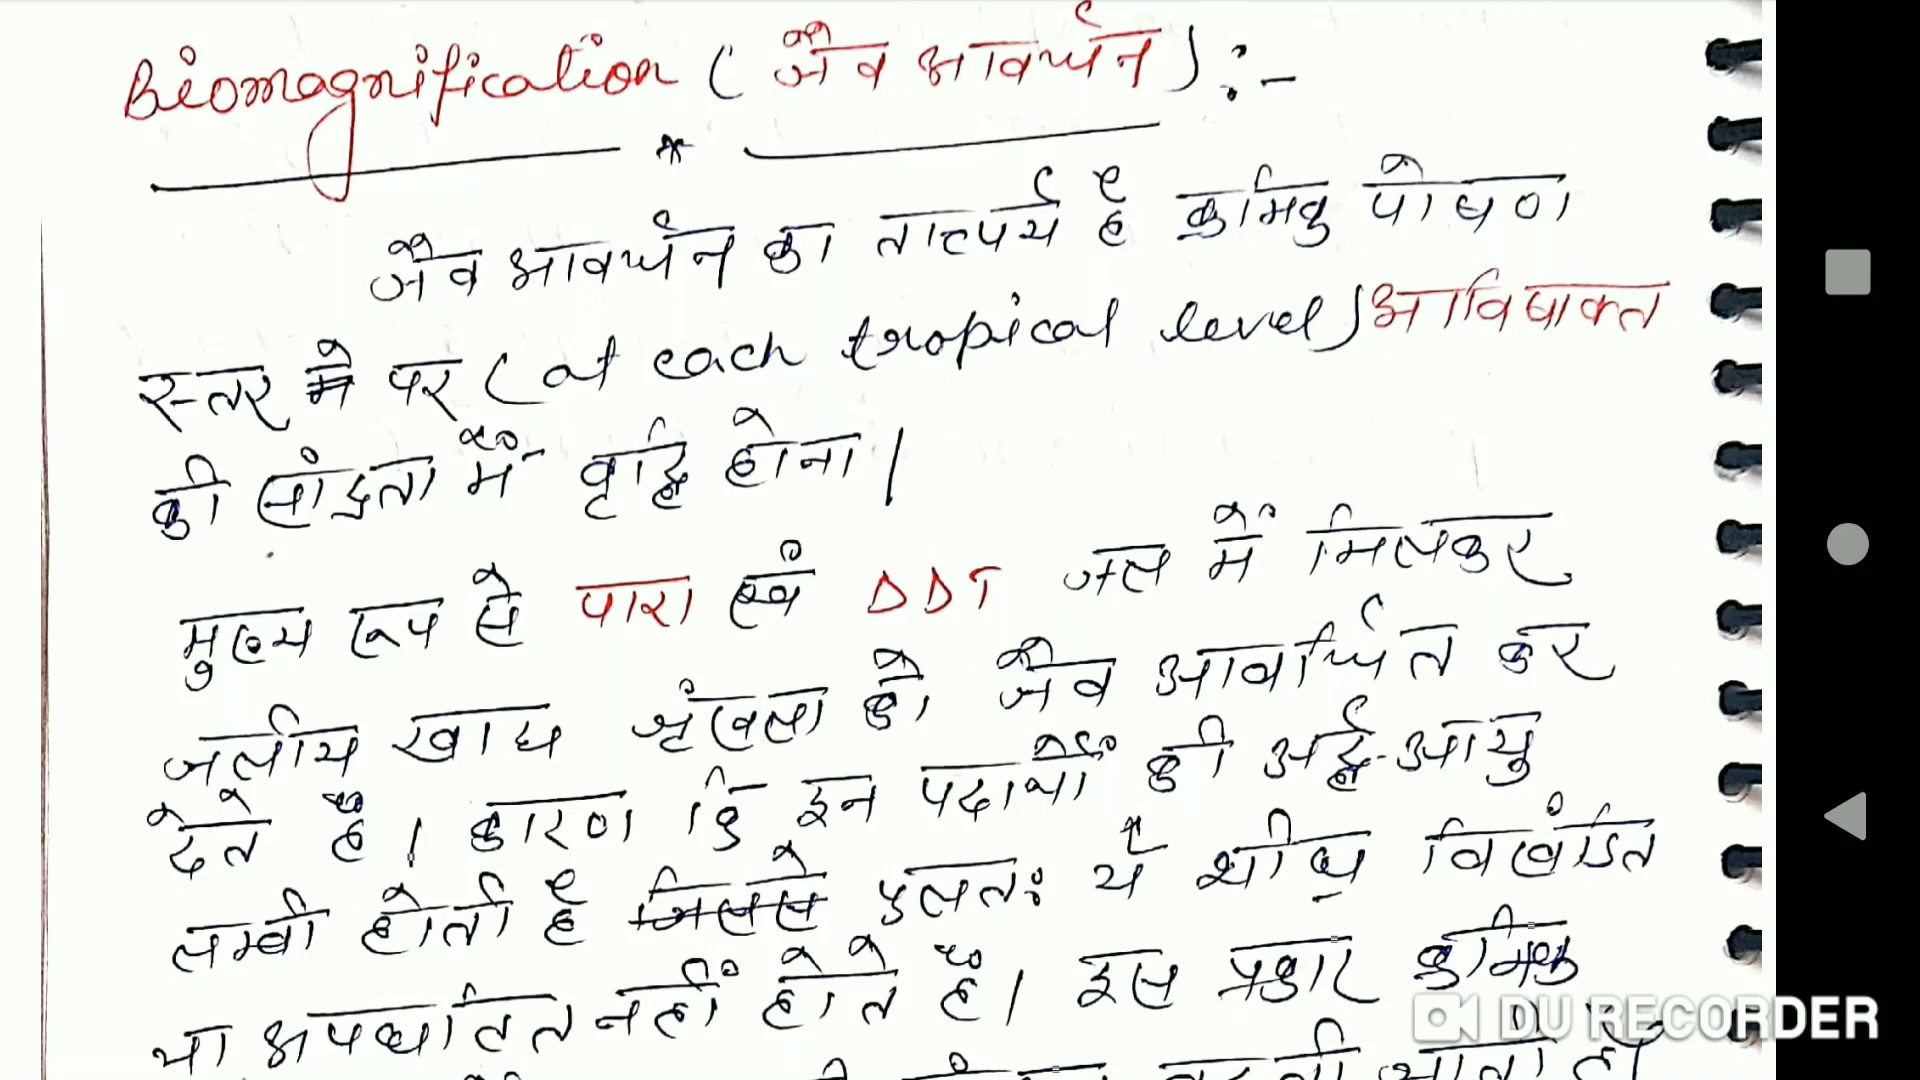 Biomagnification (जैव आवर्धन) :-
*
जैव आवर्धन का तात्पर्य है क्रमिक पोषण
स्तर मे पर (at each tropical level) आविषाक्त
की सांद्रता में वृद्धि होना।
मुख्य रूप से पारा एवं DDT जल में मिलकर
जलीय खाद्य श्रृंखला को जैव आवर्धित कर
देते हैं। कारण कि इन पदार्थों की अर्द्ध-आयु
लम्बी होती है जिससे फलतः ये शीघ्र विखंडित
या अपघटित नहीं होते हैं। इस प्रकार क्रमिक
DU RECORDER